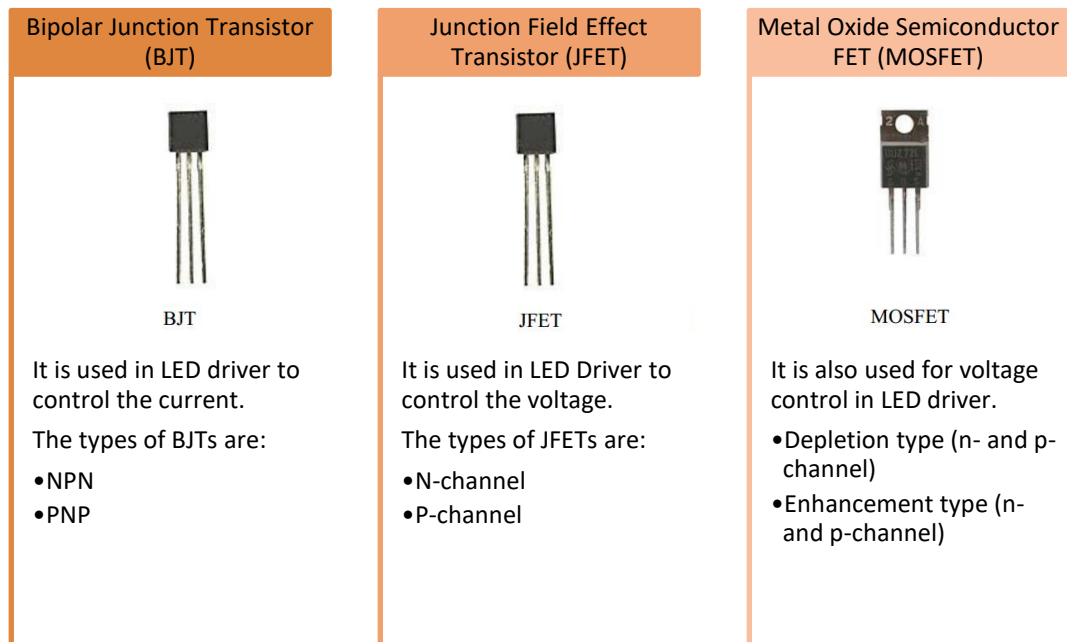 Bipolar Junction Transistor
(BJT)
BJT
It is used in LED driver to
control the current.
The types of BJTs are:
•NPN
•PNP
Junction Field Effect
Transistor (JFET)
JFET
It is used in LED Driver to
control the voltage.
The types of JFETs are:
•N-channel
•P-channel
Metal Oxide Semiconductor
FET (MOSFET)
2 A
MOSFET
It is also used for voltage
control in LED driver.
•Depletion type (n- and p-
channel)
•Enhancement type (n-
and p-channel)